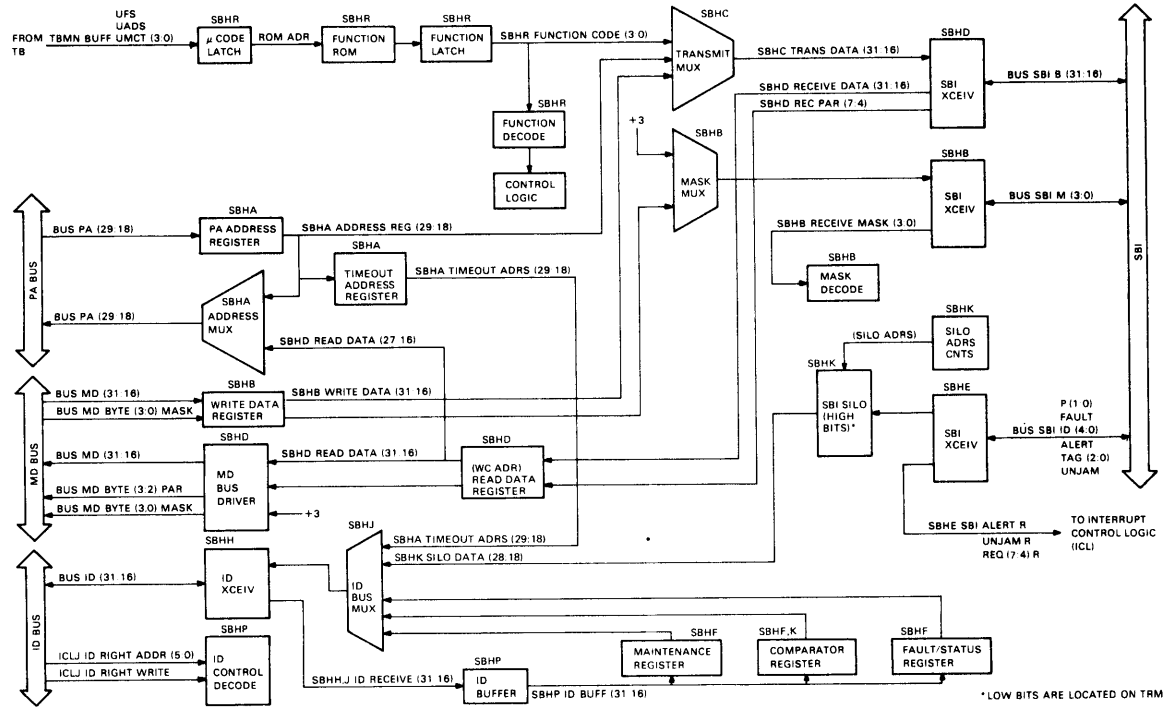 UFS
UADS
FROM TBMN BUFF UMCT (3:0)
TB
SBHR
µ CODE
LATCH
ROM ADR
SBHR
FUNCTION
ROM
SBHR
FUNCTION
LATCH
SBHR FUNCTION CODE (3:0)
SBHR
FUNCTION
DECODE
CONTROL
LOGIC
SBHC
TRANSMIT
MUX
SBHC TRANS DATA (31:16)
SBHD RECEIVE DATA (31:16)
SBHD REC PAR (7:4)
SBHD
SBI
XCEIV
BUS SBI B (31:16)
+3
SBHB
MASK
MUX
SBHB
SBI
XCEIV
BUS SBI M (3:0)
SBHB RECEIVE MASK (3:0)
SBHB
MASK
DECODE
SBI
PA BUS
BUS PA (29:18)
SBHA
PA ADDRESS
REGISTER
SBHA ADDRESS REG (29:18)
SBHA
TIMEOUT
ADDRESS
REGISTER
SBHA TIMEOUT ADRS (29:18)
SBHA
ADDRESS
MUX
BUS PA (29:18)
SBHD READ DATA (27:16)
SBHK
SILO
ADRS
CNTS
(SILO ADRS)
SBHK
SBI SILO
(HIGH
BITS)*
SBHE
SBI
XCEIV
P (1:0)
FAULT
BUS SBI ID (4:0)
ALERT
TAG (2:0)
UNJAM
SBHE SBI ALERT R
UNJAM R
REQ (7:4) R
TO INTERRUPT
CONTROL LOGIC
(ICL)
MD BUS
BUS MD (31:16)
BUS MD BYTE (3:0) MASK
SBHB
WRITE DATA
REGISTER
SBHB WRITE DATA (31:16)
BUS MD (31:16)
BUS MD BYTE (3:2) PAR
BUS MD BYTE (3:0) MASK
SBHD
MD
BUS
DRIVER
SBHD READ DATA (31:16)
+3
SBHD
(WC ADR)
READ DATA
REGISTER
ID BUS
BUS ID (31:16)
SBHH
ID
XCEIV
SBHJ
ID
BUS
MUX
SBHA TIMEOUT ADRS (29:18)
SBHK SILO DATA (28:18)
ICLJ ID RIGHT ADDR (5:0)
ICLJ ID RIGHT WRITE
SBHP
ID
CONTROL
DECODE
SBHH,J ID RECEIVE (31:16)
SBHP
ID
BUFFER
SBHP ID BUFF (31:16)
SBHF
MAINTENANCE
REGISTER
SBHF,K
COMPARATOR
REGISTER
SBHF
FAULT/STATUS
REGISTER
*LOW BITS ARE LOCATED ON TRM